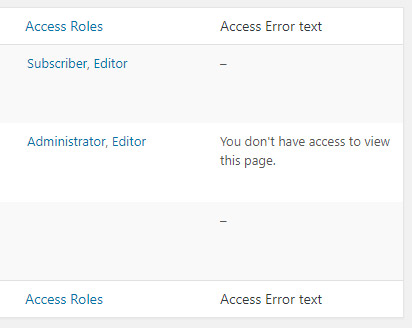 Access Roles Access Error text
Subscriber, Editor –
Administrator, Editor You don't have access to view
this page.
–
Access Roles Access Error text